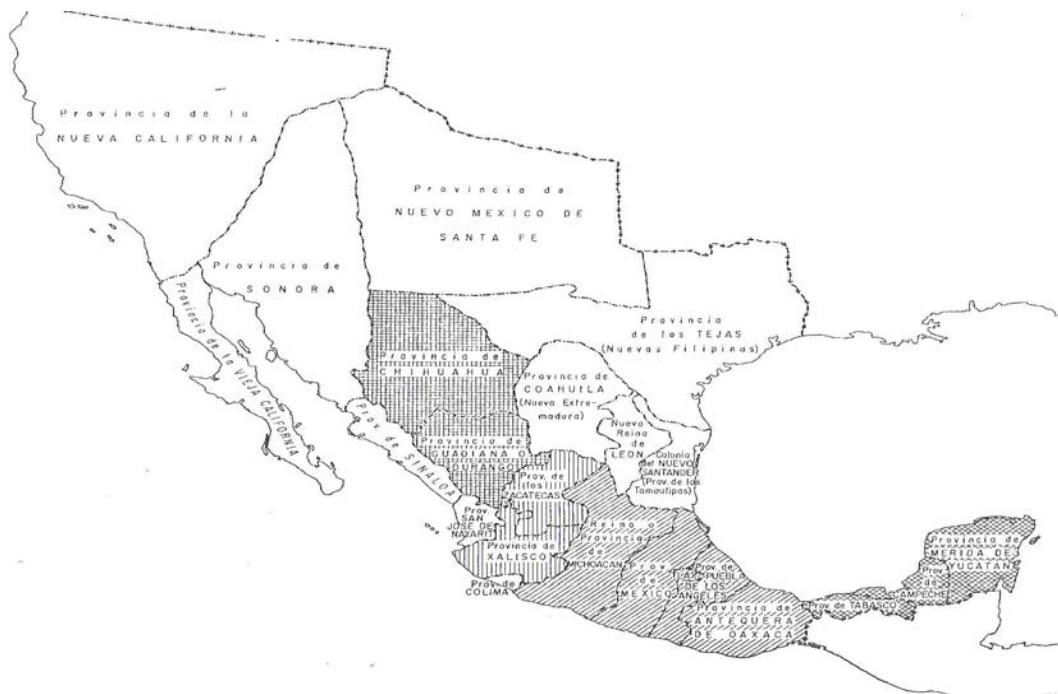 Provincia de la
NUEVA CALIFORNIA
Provincia de
NUEVO MEXICO DE
SANTA FE
Provincia de
SONORA
Provincia de la VIEJA CALIFORNIA
Provincia
de los TEJAS
(Nuevas Filipinas)
Provincia de
CHIHUAHUA
Provincia de
COAHUILA
(Nueva Extre-
madura)
Nuevo
Reino
de
LEON
Colonia
del NUEVO
SANTANDER
(Prov. de los
Tamaulipas)
Prov. de SINALOA
Provincia de
GUADIANA O
DURANGO
Prov.
de los
ZACATECAS
Prov.
SAN
JOSE DE
NAYARIT
Provincia de
XALISCO
Prov. de
COLIMA
Reino o
Provincia
de
MICHOACAN
Prov.
de
MEXICO
TLAX.
Prov. de
PUEBLA
DE LOS
ANGELES
Provincia de
ANTEQUERA
DE OAXACA
Prov. de TABASCO
Prov.
de
CAMPECHE
Provincia de
MERIDA DE
YUCATAN